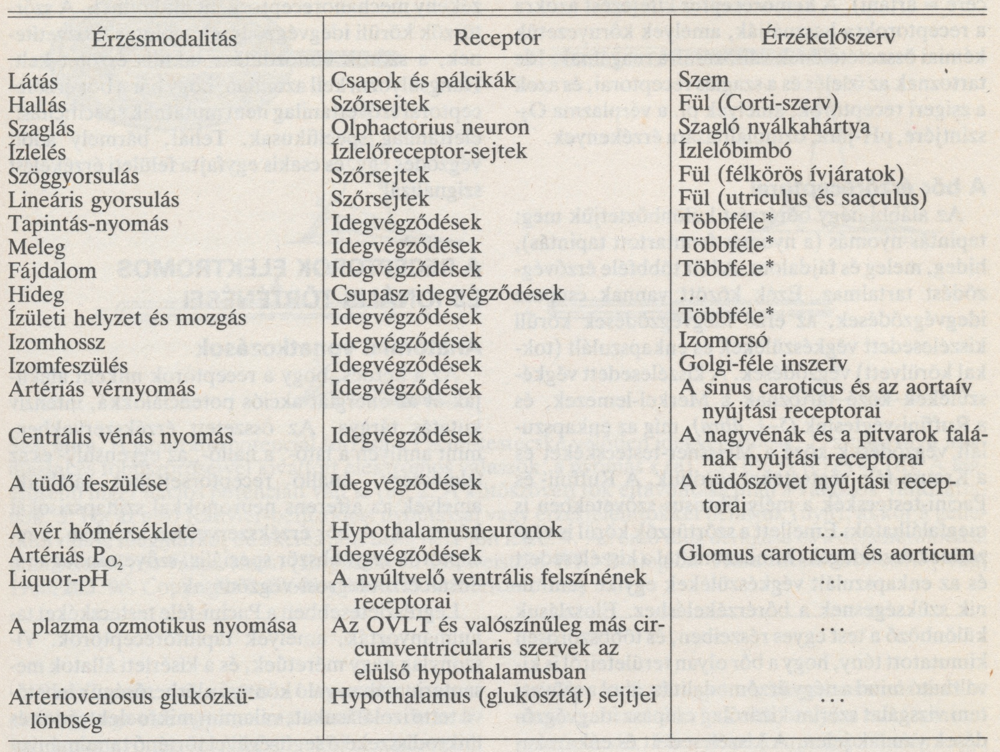 Érzésmodalitás Receptor Érzékelőszerv
Látás Csapok és pálcikák Szem
Hallás Szőrsejtek Fül (Corti-szerv)
Szaglás Olphactorius neuron Szagló nyálkahártya
Ízlelés Ízlelőreceptor-sejtek Ízlelőbimbó
Szöggyorsulás Szőrsejtek Fül (félkörös ívjáratok)
Lineáris gyorsulás Szőrsejtek Fül (utriculus és sacculus)
Tapintás-nyomás Idegvégződések Többféle*
Meleg Idegvégződések Többféle*
Fájdalom Idegvégződések Többféle*
Hideg Csupasz idegvégződések ...
Ízületi helyzet és mozgás Idegvégződések Többféle*
Izomhossz Idegvégződések Izomorsó
Izomfeszülés Idegvégződések Golgi-féle inszerv
Artériás vérnyomás Idegvégződések A sinus caroticus és az aortaív
nyújtási receptorai
Centrális vénás nyomás Idegvégződések A nagyvénák és a pitvarok falá-
nak nyújtási receptorai
A tüdő feszülése Idegvégződések A tüdőszövet nyújtási recep-
torai
A vér hőmérséklete Hypothalamusneuronok ...
Artériás PO₂ Idegvégződések Glomus caroticum és aorticum
Liquor-pH A nyúltvelő ventrális felszínének ...
receptorai
A plazma ozmotikus nyomása Az OVLT és valószínűleg más cir- ...
cumventricularis szervek az
elülső hypothalamusban
Arteriovenosus glukózkü- Hypothalamus (glukosztát) sejtjei ...
lönbség